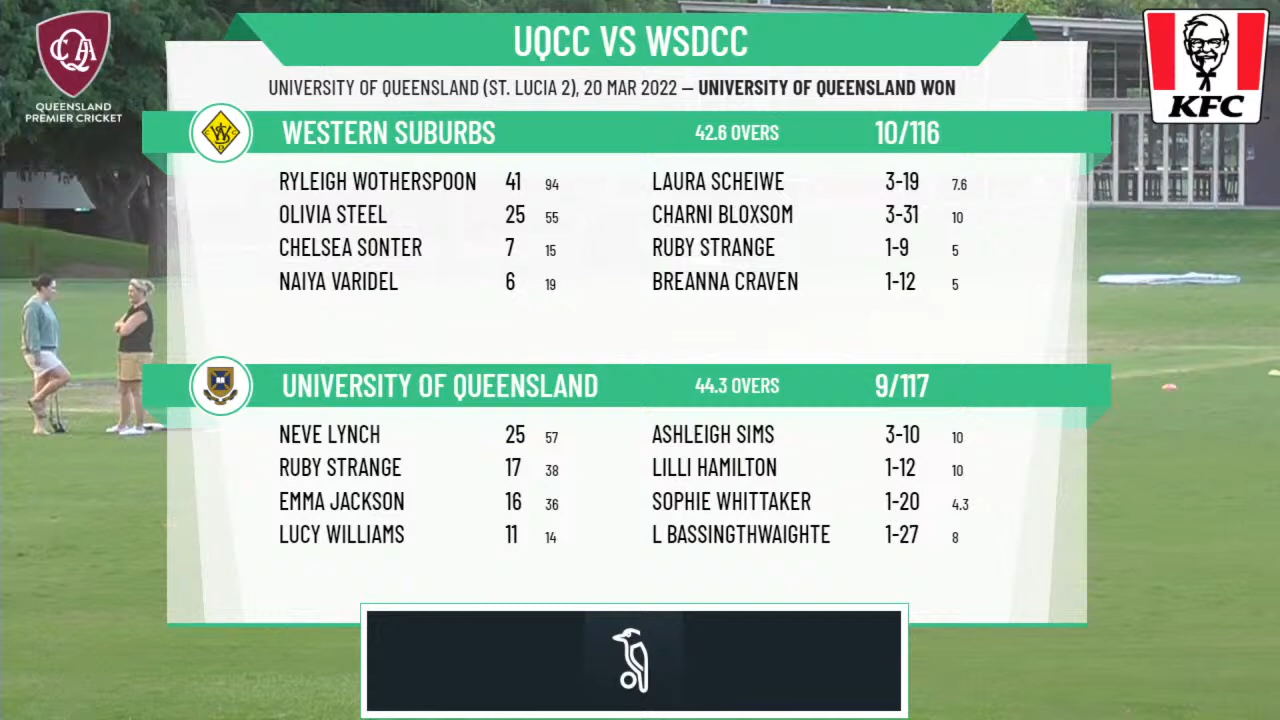 UQCC VS WSDCC
QUEENSLAND
PREMIER CRICKET
KFC
UNIVERSITY OF QUEENSLAND (ST. LUCIA 2), 20 MAR 2022 — UNIVERSITY OF QUEENSLAND WON
WESTERN SUBURBS 42.6 OVERS 10/116
RYLEIGH WOTHERSPOON 41 94 LAURA SCHEIWE 3-19 7.6
OLIVIA STEEL 25 55 CHARNI BLOXSOM 3-31 10
CHELSEA SONTER 7 15 RUBY STRANGE 1-9 5
NAIYA VARIDEL 6 19 BREANNA CRAVEN 1-12 5
UNIVERSITY OF QUEENSLAND 44.3 OVERS 9/117
NEVE LYNCH 25 57 ASHLEIGH SIMS 3-10 10
RUBY STRANGE 17 38 LILLI HAMILTON 1-12 10
EMMA JACKSON 16 36 SOPHIE WHITTAKER 1-20 4.3
LUCY WILLIAMS 11 14 L BASSINGTHWAIGHTE 1-27 8